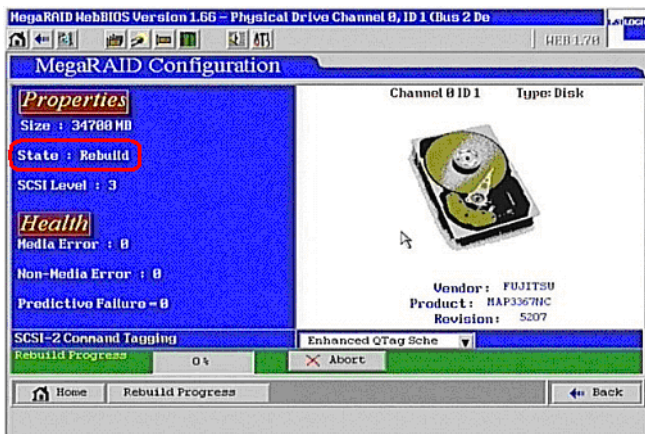 MegaRAID WebBIOS Version 1.66 - Physical Drive Channel 0, ID 1 (Bus 2 De
LSI LOGIC
WEB 1.70
MegaRAID Configuration
Properties
Size : 34700 MB
State : Rebuild
SCSI Level : 3
Health
Media Error : 0
Non-Media Error : 0
Predictive Failure = 0
Channel 0 ID 1 Type: Disk
Vendor: FUJITSU
Product: MAP3367NC
Revision: 5207
SCSI-2 Command Tagging Enhanced QTag Sche
Rebuild Progress 0% Abort
Home Rebuild Progress Back